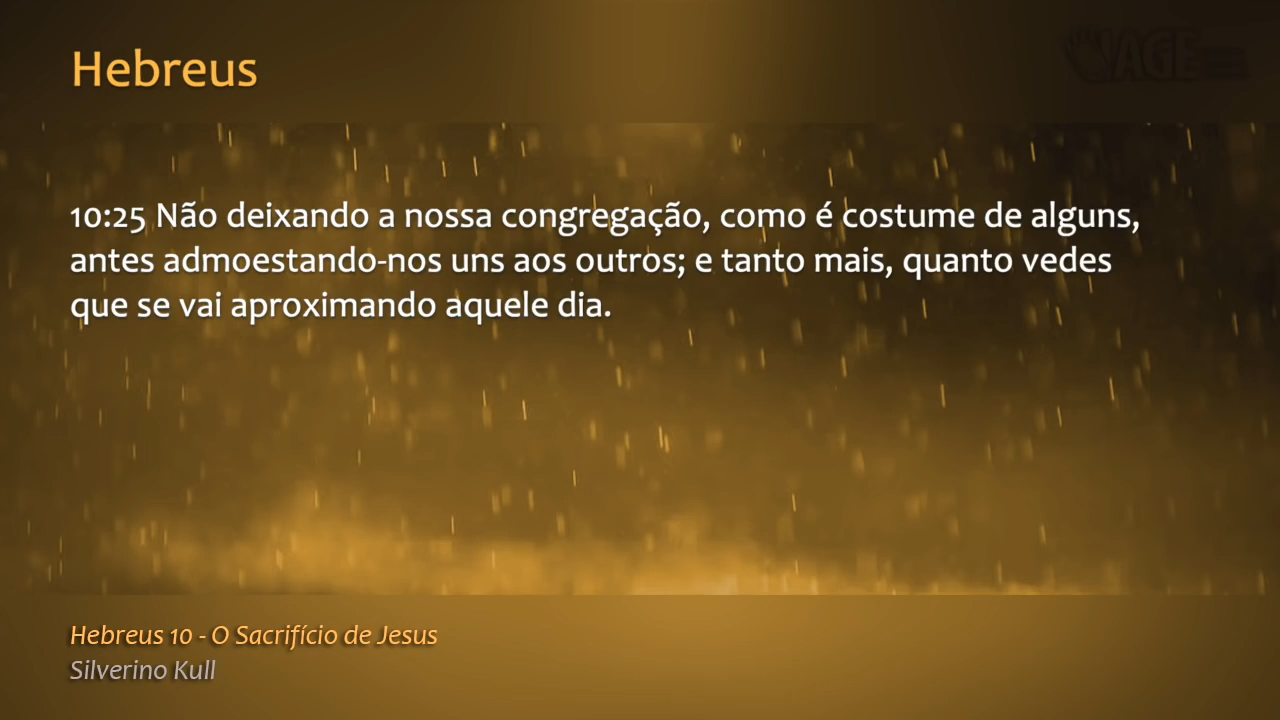 Hebreus
IAGE
10:25 Não deixando a nossa congregação, como é costume de alguns,
antes admoestando-nos uns aos outros; e tanto mais, quanto vedes
que se vai aproximando aquele dia.
Hebreus 10 - O Sacrifício de Jesus
Silverino Kull